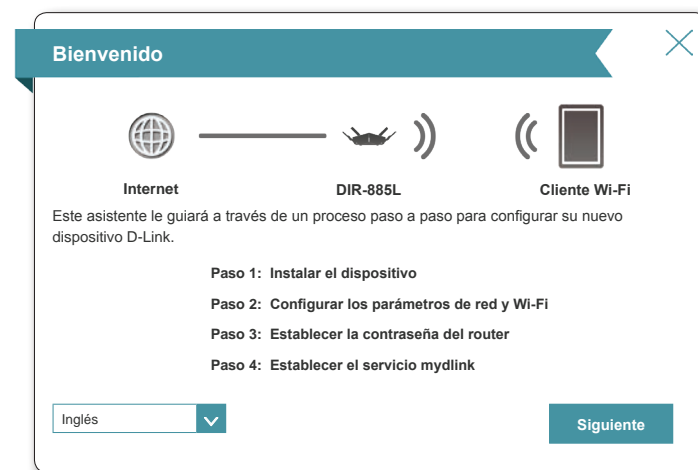 Bienvenido
Internet
DIR-885L
Cliente Wi-Fi
Este asistente le guiará a través de un proceso paso a paso para configurar su nuevo
dispositivo D-Link.
Paso 1: Instalar el dispositivo
Paso 2: Configurar los parámetros de red y Wi-Fi
Paso 3: Establecer la contraseña del router
Paso 4: Establecer el servicio mydlink
Inglés
Siguiente